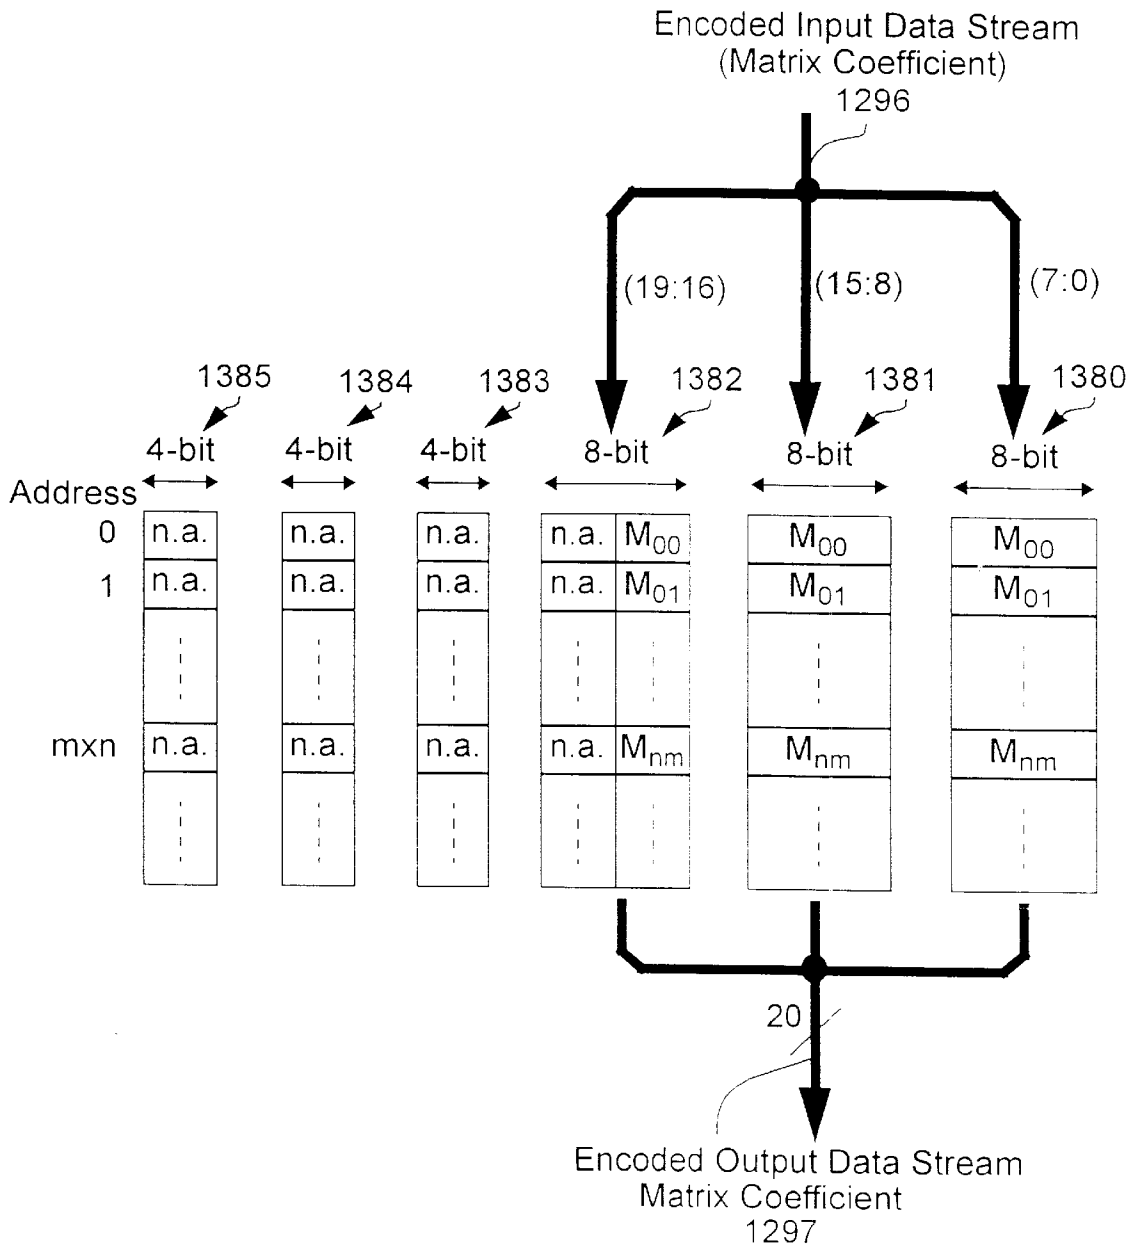 Encoded Input Data Stream
(Matrix Coefficient)
1296
(19:16) (15:8) (7:0)
1385 1384 1383 1382 1381 1380
4-bit 4-bit 4-bit 8-bit 8-bit 8-bit
Address
0 n.a. n.a. n.a. n.a. M00 M00 M00
1 n.a. n.a. n.a. n.a. M01 M01 M01
mxn n.a. n.a. n.a. n.a. Mnm Mnm Mnm
20
Encoded Output Data Stream
Matrix Coefficient
1297